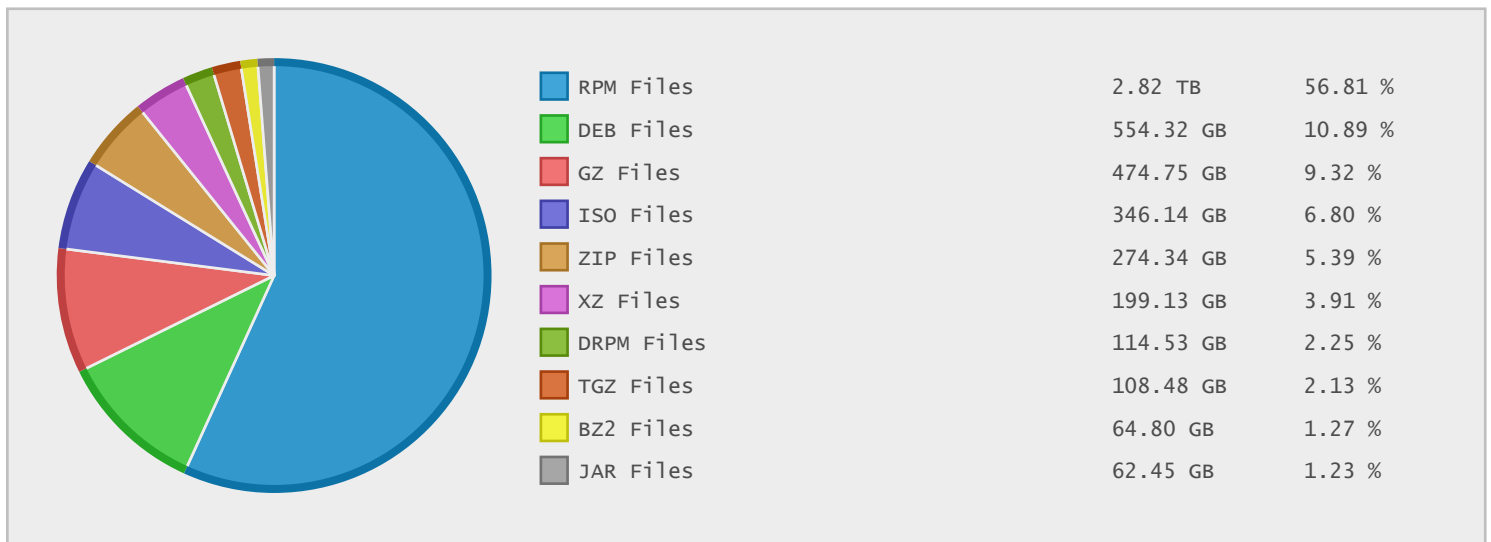 RPM Files 2.82 TB 56.81 %
DEB Files 554.32 GB 10.89 %
GZ Files 474.75 GB 9.32 %
ISO Files 346.14 GB 6.80 %
ZIP Files 274.34 GB 5.39 %
XZ Files 199.13 GB 3.91 %
DRPM Files 114.53 GB 2.25 %
TGZ Files 108.48 GB 2.13 %
BZ2 Files 64.80 GB 1.27 %
JAR Files 62.45 GB 1.23 %